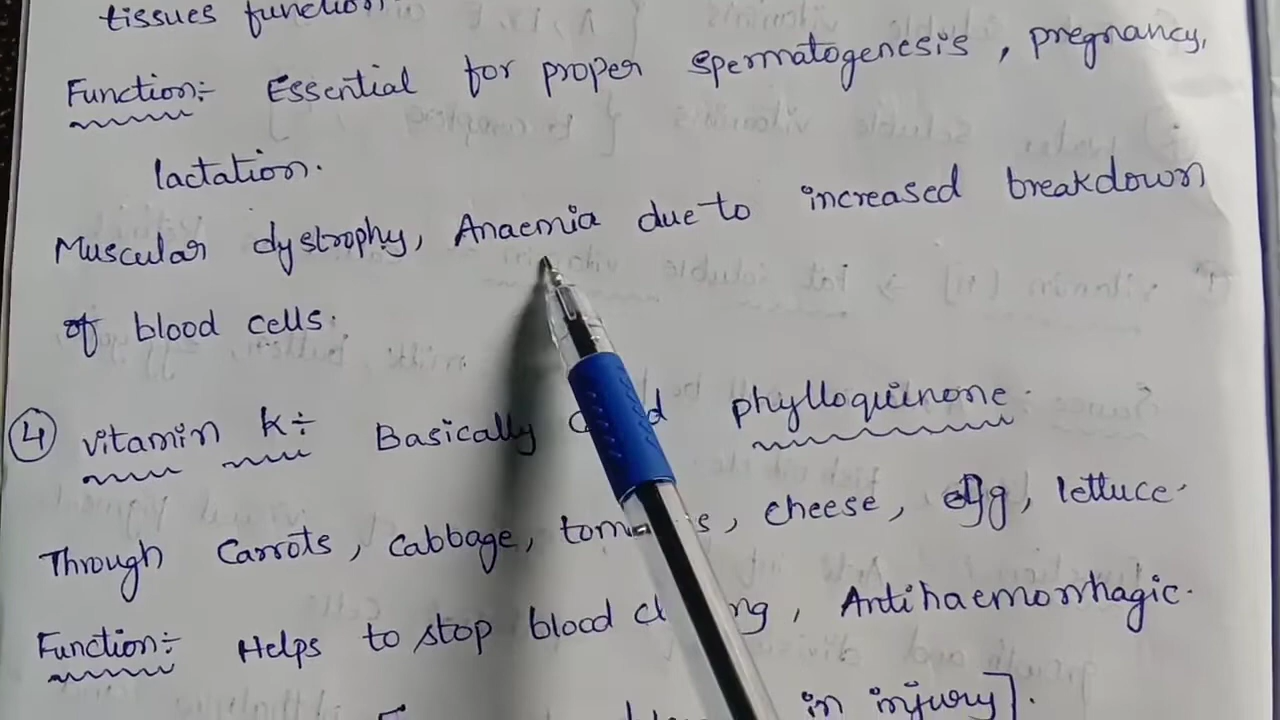 tissues function
Function:- Essential for proper spermatogenesis, pregnancy,
lactation.
Muscular dystrophy, Anaemia due to increased breakdown
of blood cells.
④ vitamin k:- Basically phylloquinone.
Through Carrots, cabbage, cheese, egg, lettuce.
Function:- Helps to stop blood , Antihaemorrhagic.
in injury].